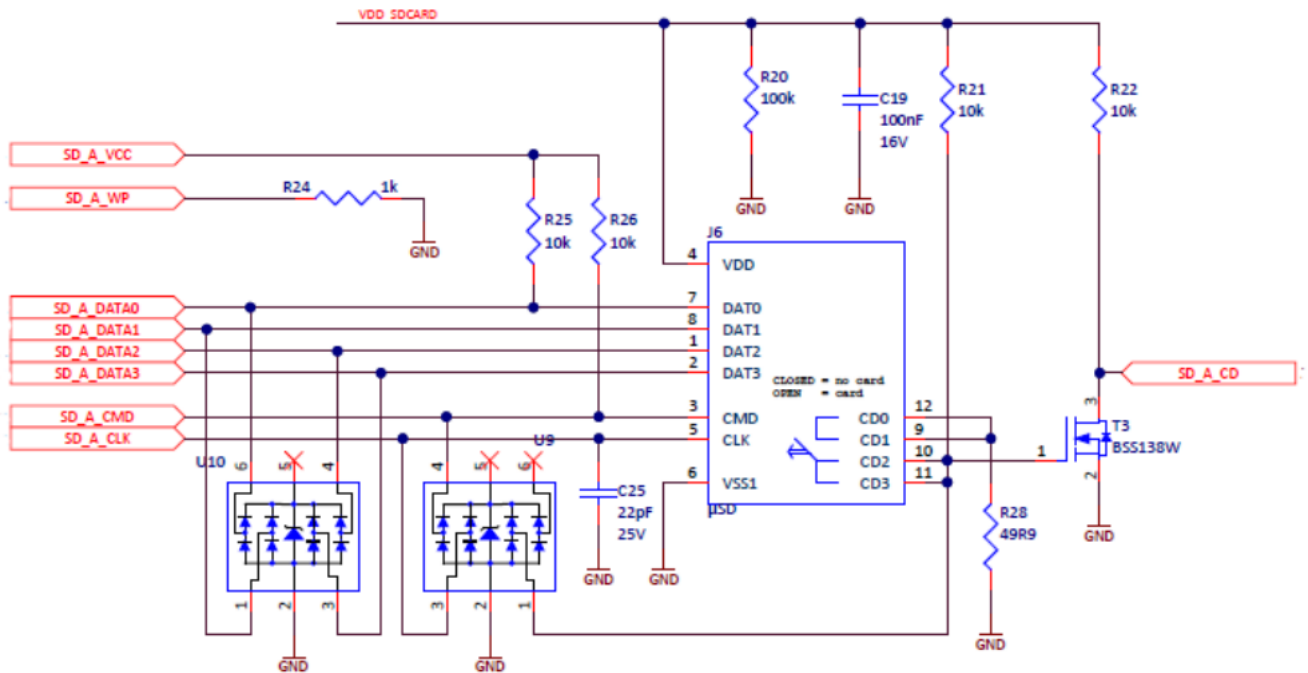 VDD SDCARD
R20
100k
C19
100nF
16V
R21
10k
R22
10k
SD_A_VCC
SD_A_WP
R24
1k
GND
R25
10k
R26
10k
GND
GND
J6
4
VDD
SD_A_DATA0
7
DAT0
SD_A_DATA1
8
DAT1
SD_A_DATA2
1
DAT2
SD_A_DATA3
2
DAT3
CLOSED = no card
OPEN = card
SD_A_CD
SD_A_CMD
3
CMD
CD0
12
SD_A_CLK
5
CLK
CD1
9
CD2
10
6
VSS1
CD3
11
µSD
3
T3
BSS138W
1
2
GND
U10
6
5
4
U9
4
5
6
C25
22pF
25V
GND
GND
R28
49R9
GND
1
2
3
GND
3
2
1
GND